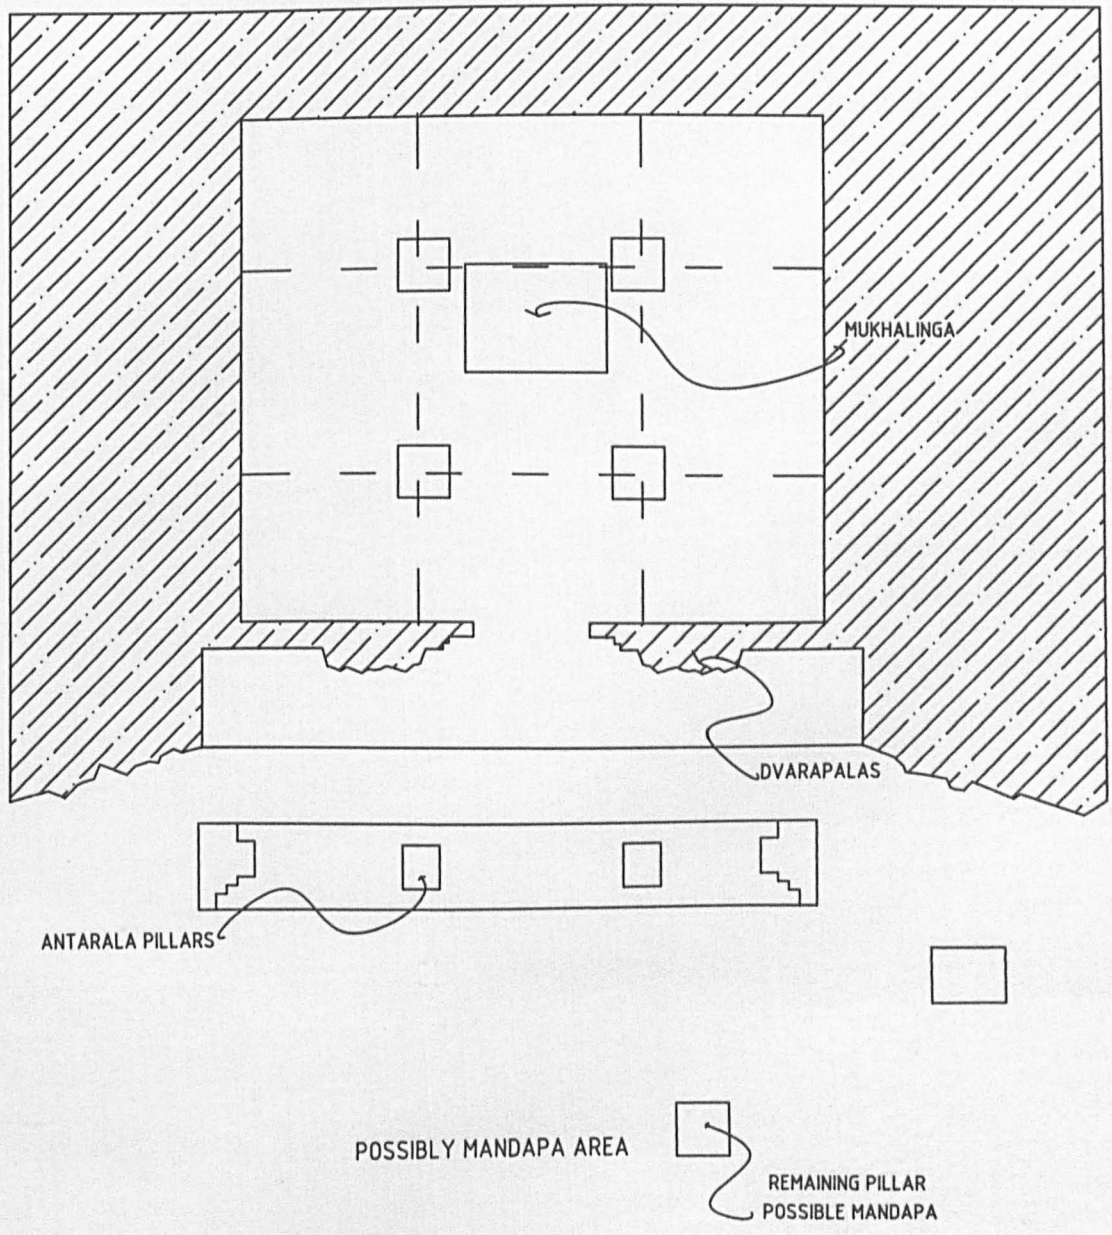 MUKHALINGA
DVARAPALAS
ANTARALA PILLARS
POSSIBLY MANDAPA AREA
REMAINING PILLAR
POSSIBLE MANDAPA